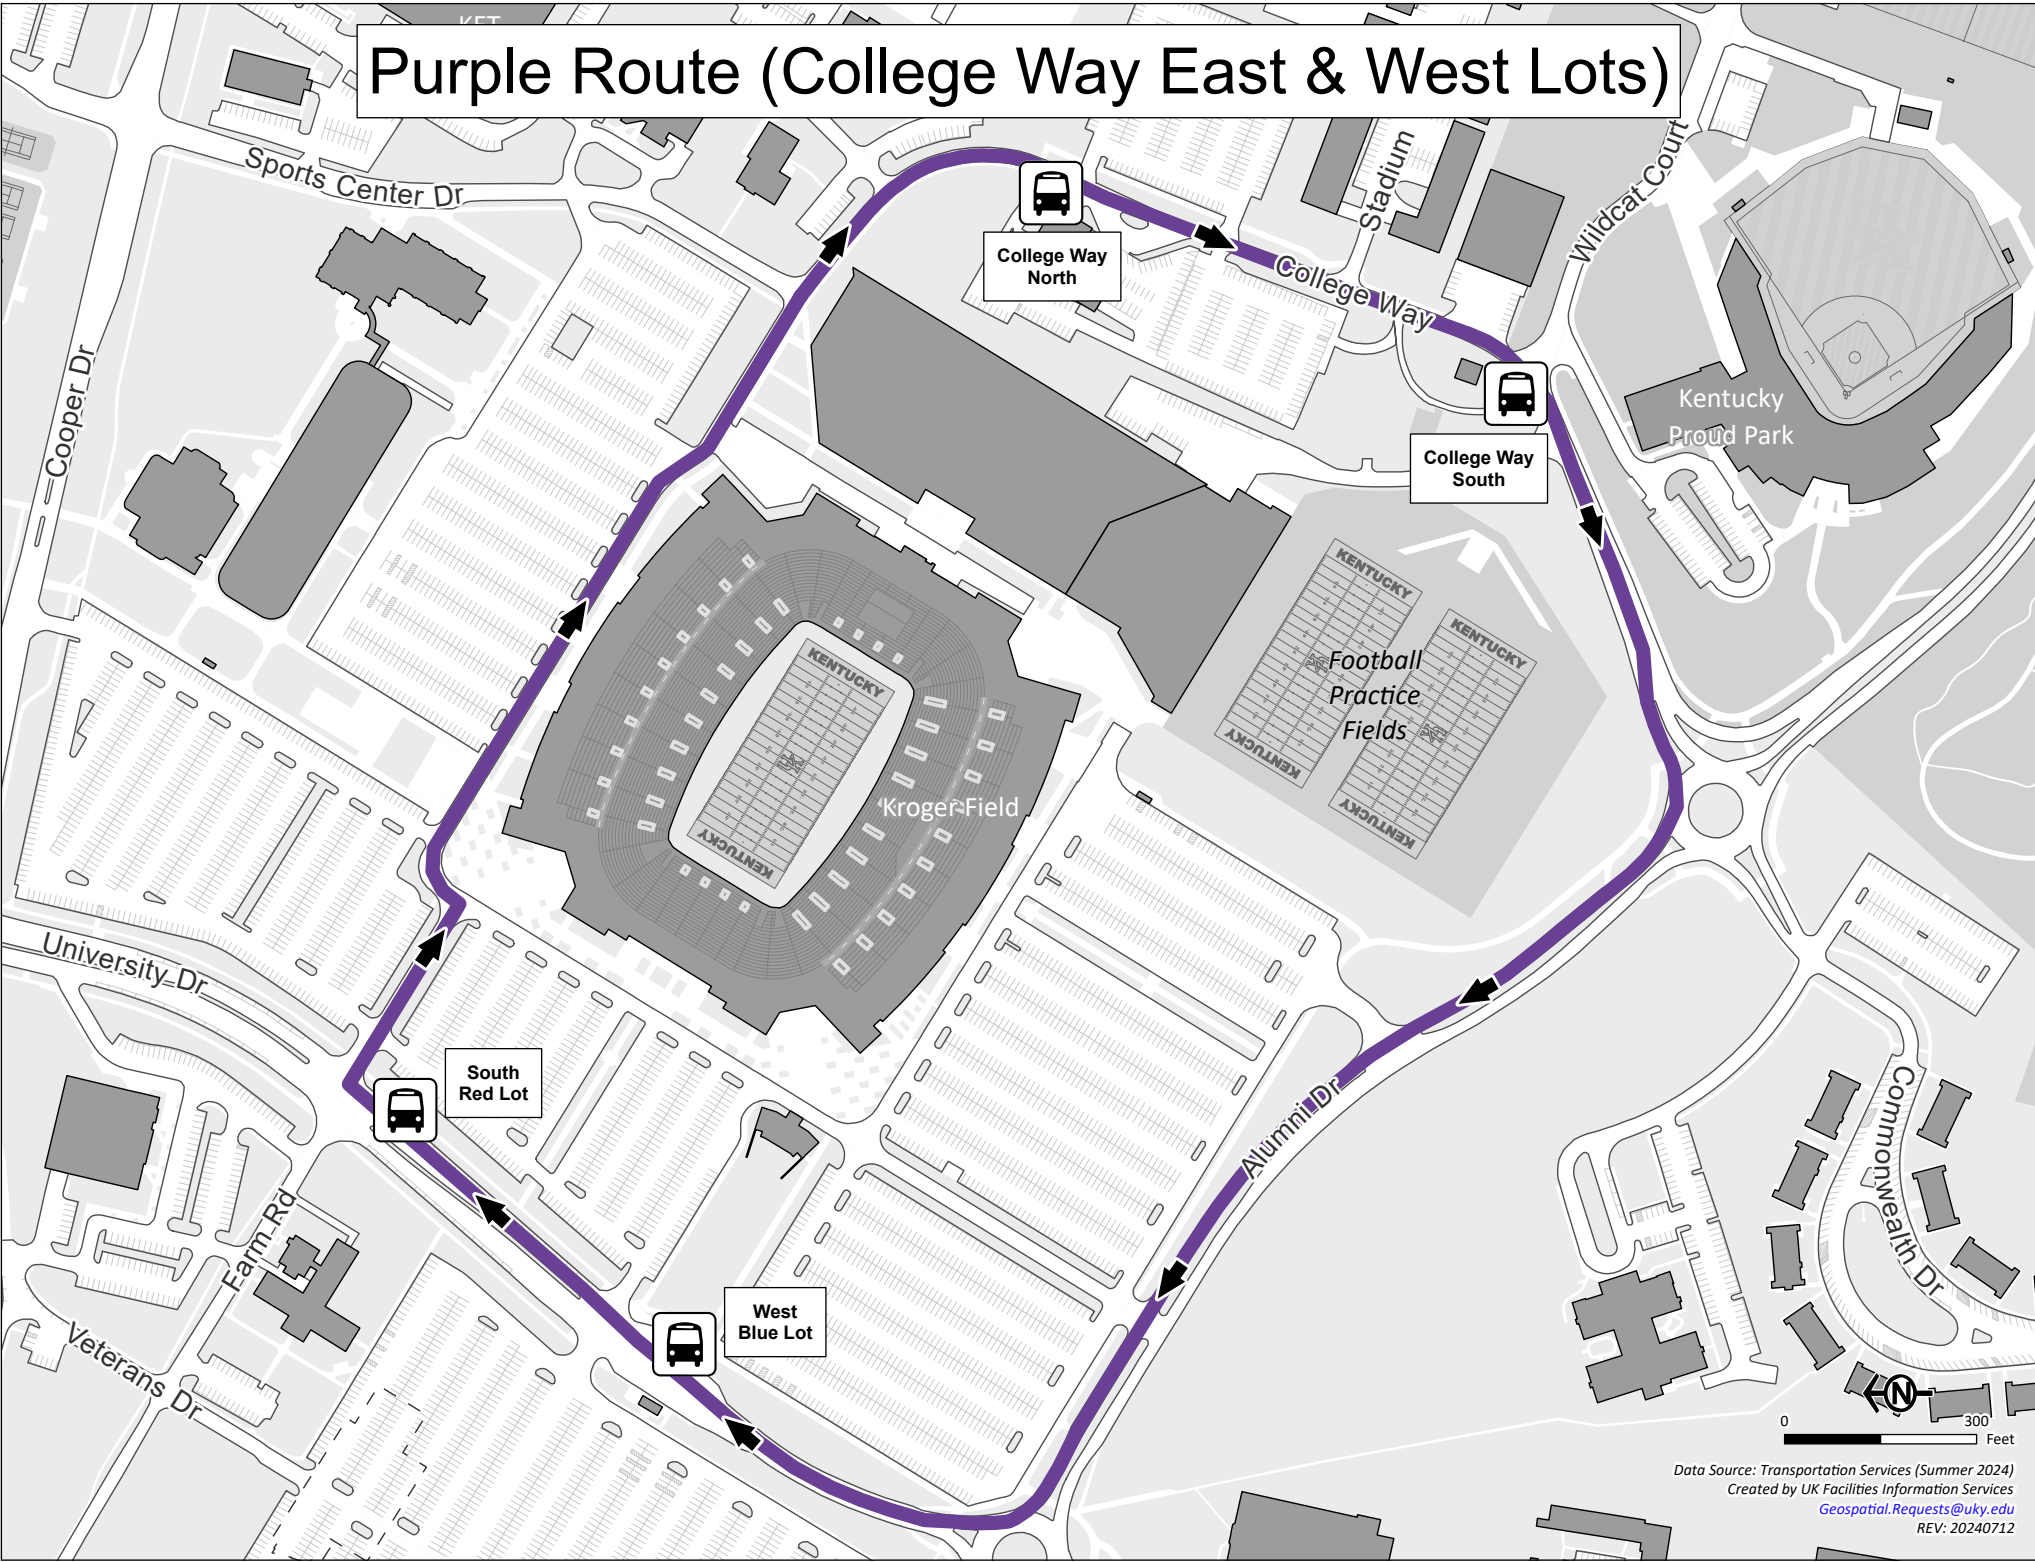 KET
Purple Route (College Way East & West Lots)
Sports Center Dr
Stadium
Wildcat Court
College Way
North
College Way
Cooper Dr
Kentucky
Proud Park
College Way
South
KENTUCKY
KENTUCKY
Football
Practice
Fields
KENTUCKY
KENTUCKY
KENTUCKY
UK
Kroger Field
KENTUCKY
University Dr
South
Red Lot
Alumni Dr
Commonwealth Dr
Farm Rd
West
Blue Lot
Veterans Dr
N
0 300
Feet
Data Source: Transportation Services (Summer 2024)
Created by UK Facilities Information Services
Geospatial.Requests@uky.edu
REV: 20240712